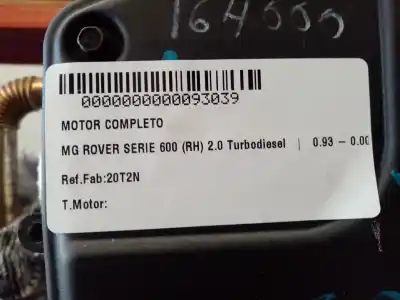 164000
0000000000093039
MOTOR COMPLETO
MG ROVER SERIE 600 (RH) 2.0 Turbodiesel | 0.93 – 0.00
Ref.Fab:20T2N
T.Motor: